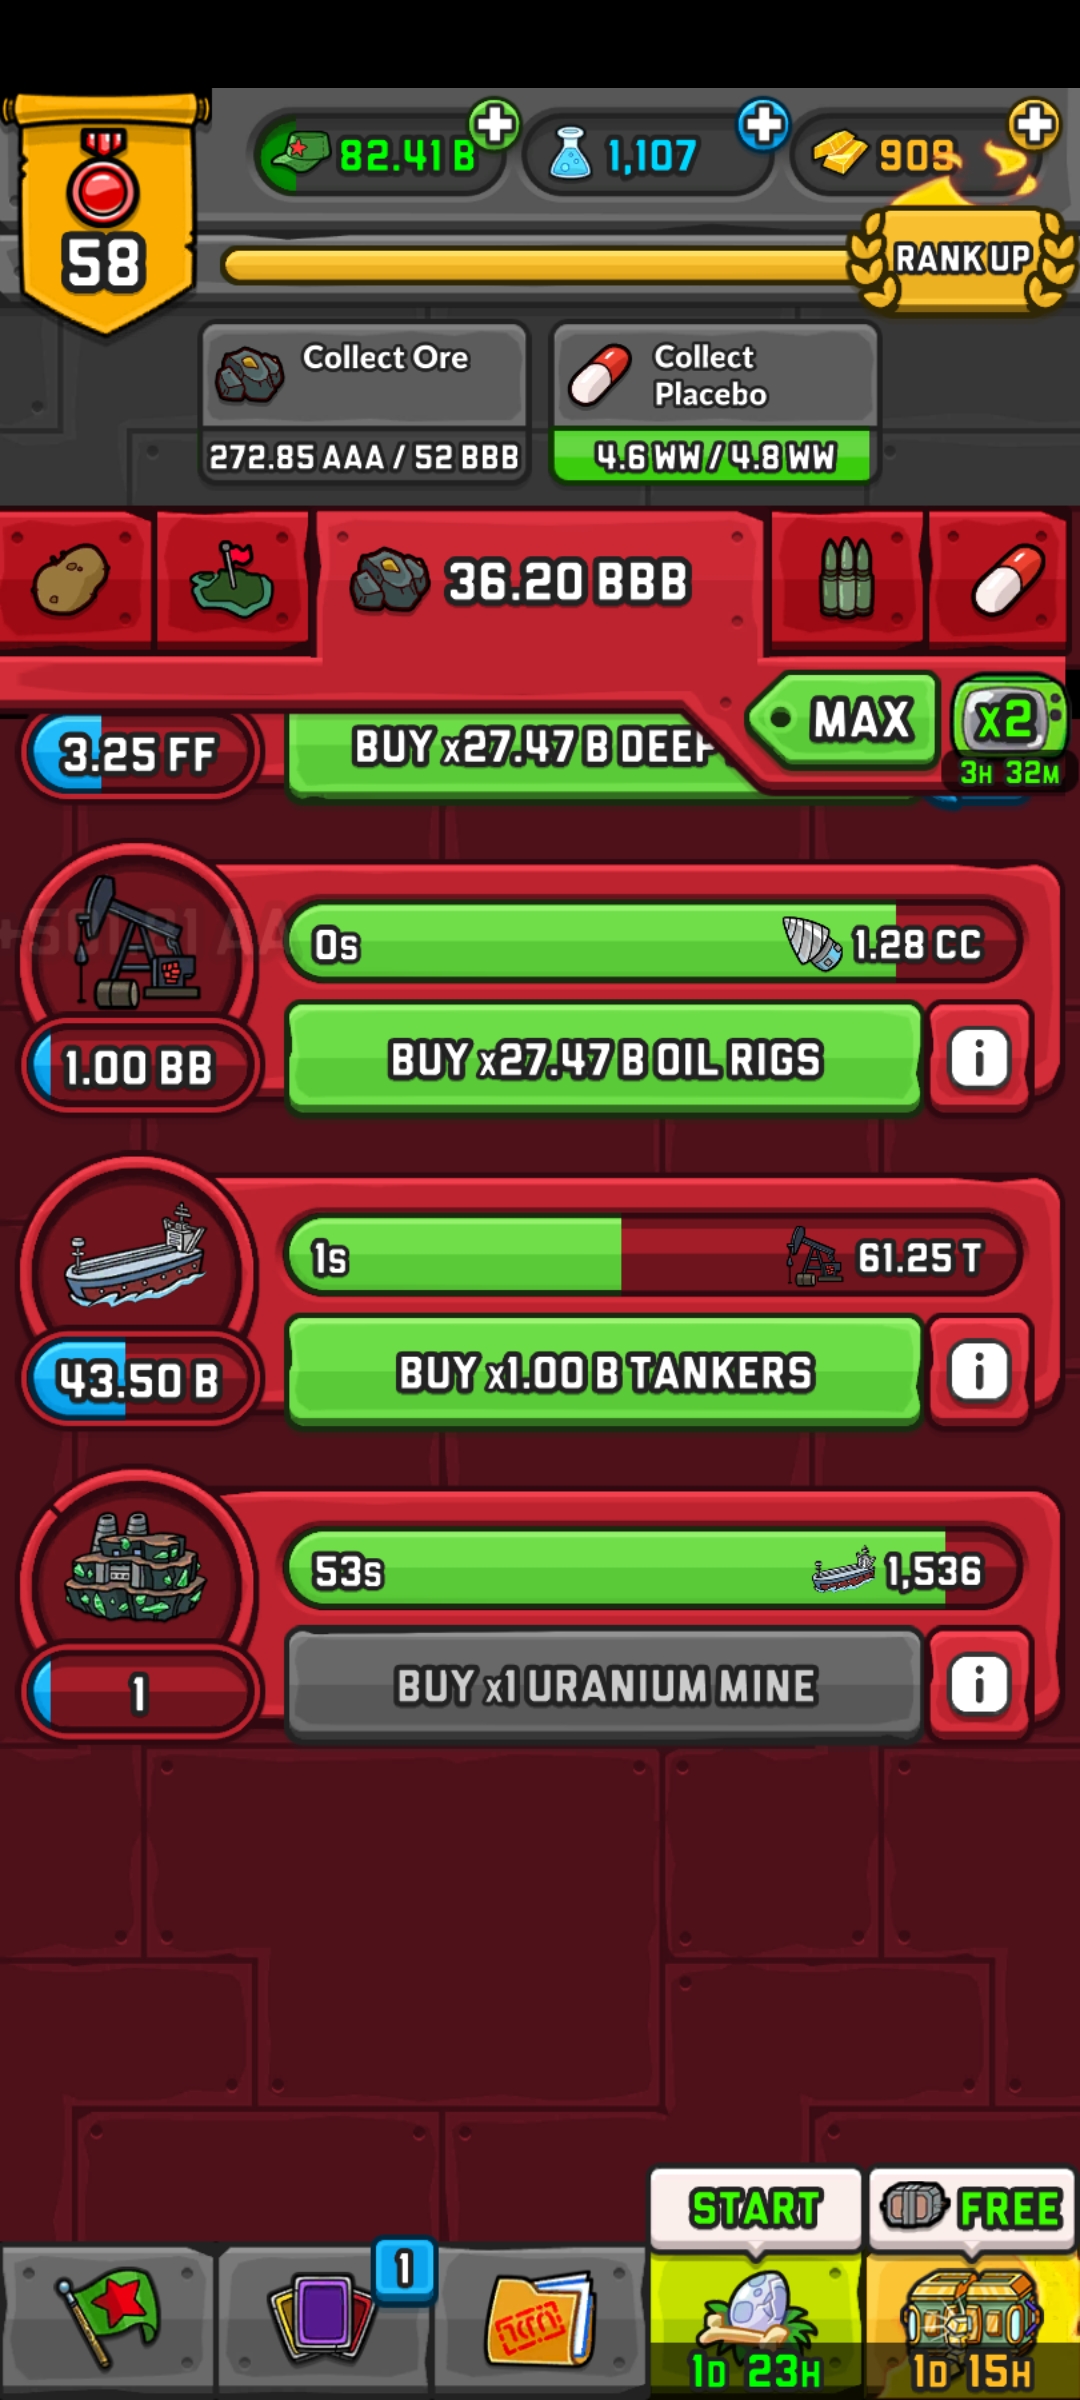 58
82.41 B
1,107
909
RANK UP
Collect Ore
272.85 AAA / 52 BBB
Collect
Placebo
4.6 WW / 4.8 WW
36.20 BBB
MAX
x2
3H 32M
3.25 FF
BUY x27.47 B DEEP
0s
1.28 CC
1.00 BB
BUY x27.47 B OIL RIGS
i
1s
61.25 T
43.50 B
BUY x1.00 B TANKERS
i
53s
1,536
1
BUY x1 URANIUM MINE
i
START
FREE
1
1D 23H
1D 15H